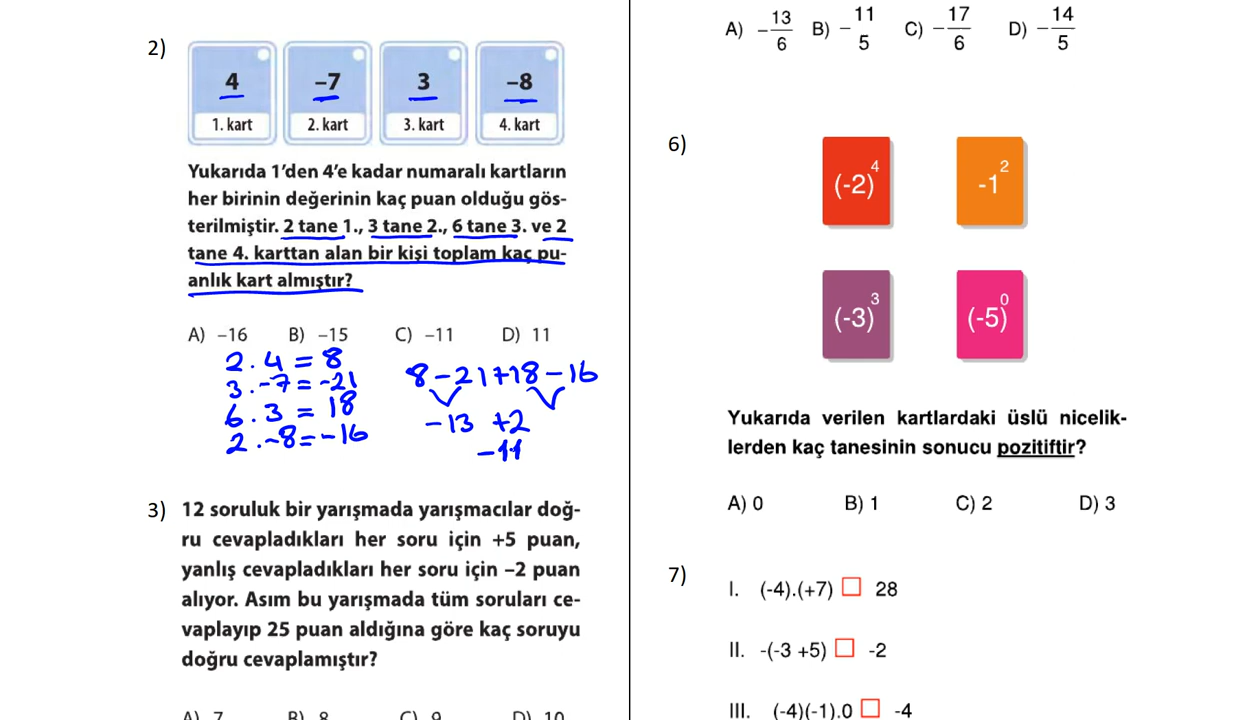 2)
4
-7
3
-8
1. kart
2. kart
3. kart
4. kart
Yukarıda 1'den 4'e kadar numaralı kartların
her birinin değerinin kaç puan olduğu gös-
terilmiştir. 2 tane 1., 3 tane 2., 6 tane 3. ve 2
tane 4. karttan alan bir kişi toplam kaç pu-
anlık kart almıştır?
A) -16 B) -15 C) -11 D) 11
2 . 4 = 8
3 . -7 = -21
6 . 3 = 18
2 . -8 = -16
8 - 21 + 18 - 16
-13 +2
-11
3) 12 soruluk bir yarışmada yarışmacılar doğ-
ru cevapladıkları her soru için +5 puan,
yanlış cevapladıkları her soru için -2 puan
alıyor. Asım bu yarışmada tüm soruları ce-
vaplayıp 25 puan aldığına göre kaç soruyu
doğru cevaplamıştır?
A) 7 B) 8 C) 9 D) 10
A) -13/6 B) -11/5 C) -17/6 D) -14/5
6)
(-2)⁴
-1²
(-3)³
(-5)⁰
Yukarıda verilen kartlardaki üslü nicelik-
lerden kaç tanesinin sonucu pozitiftir?
A) 0 B) 1 C) 2 D) 3
7)
I. (-4).(+7) □ 28
II. -(-3 +5) □ -2
III. (-4)(-1).0 □ -4